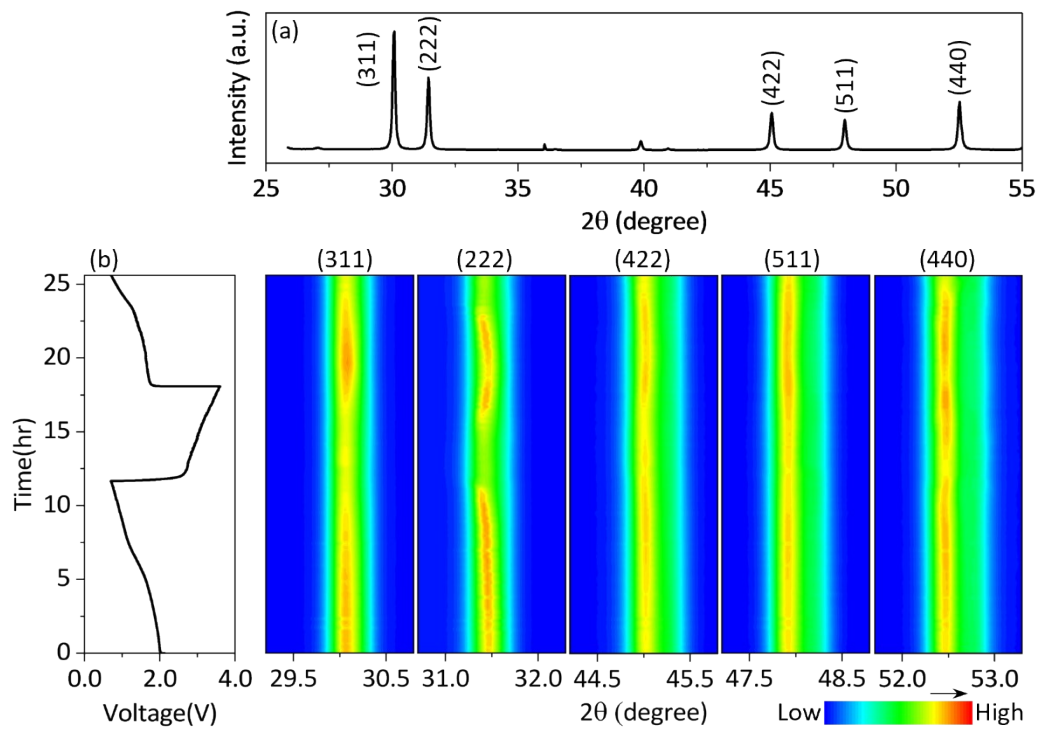 (a)
Intensity (a.u.)
(311)
(222)
(422)
(511)
(440)
25 30 35 40 45 50 55
2θ (degree)
(b)
(311) (222) (422) (511) (440)
25
20
15
10
5
0
Time(hr)
0.0 2.0 4.0
29.5 30.5 31.0 32.0 44.5 45.5 47.5 48.5 52.0 53.0
Voltage(V)
2θ (degree)
Low High